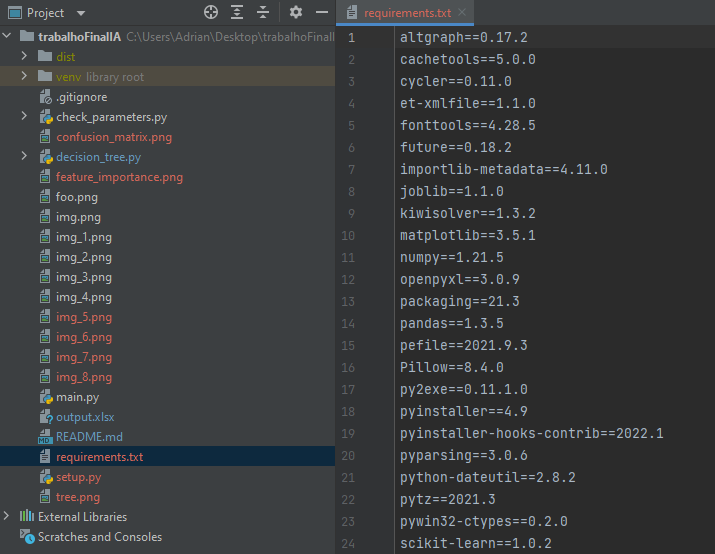 Project
trabalhoFinalIA C:\Users\Adrian\Desktop\trabalhoFinalI
dist
venv library root
.gitignore
check_parameters.py
confusion_matrix.png
decision_tree.py
feature_importance.png
foo.png
img.png
img_1.png
img_2.png
img_3.png
img_4.png
img_5.png
img_6.png
img_7.png
img_8.png
main.py
output.xlsx
README.md
requirements.txt
setup.py
tree.png
External Libraries
Scratches and Consoles
requirements.txt
1 altgraph==0.17.2
2 cachetools==5.0.0
3 cycler==0.11.0
4 et-xmlfile==1.1.0
5 fonttools==4.28.5
6 future==0.18.2
7 importlib-metadata==4.11.0
8 joblib==1.1.0
9 kiwisolver==1.3.2
10 matplotlib==3.5.1
11 numpy==1.21.5
12 openpyxl==3.0.9
13 packaging==21.3
14 pandas==1.3.5
15 pefile==2021.9.3
16 Pillow==8.4.0
17 py2exe==0.11.1.0
18 pyinstaller==4.9
19 pyinstaller-hooks-contrib==2022.1
20 pyparsing==3.0.6
21 python-dateutil==2.8.2
22 pytz==2021.3
23 pywin32-ctypes==0.2.0
24 scikit-learn==1.0.2